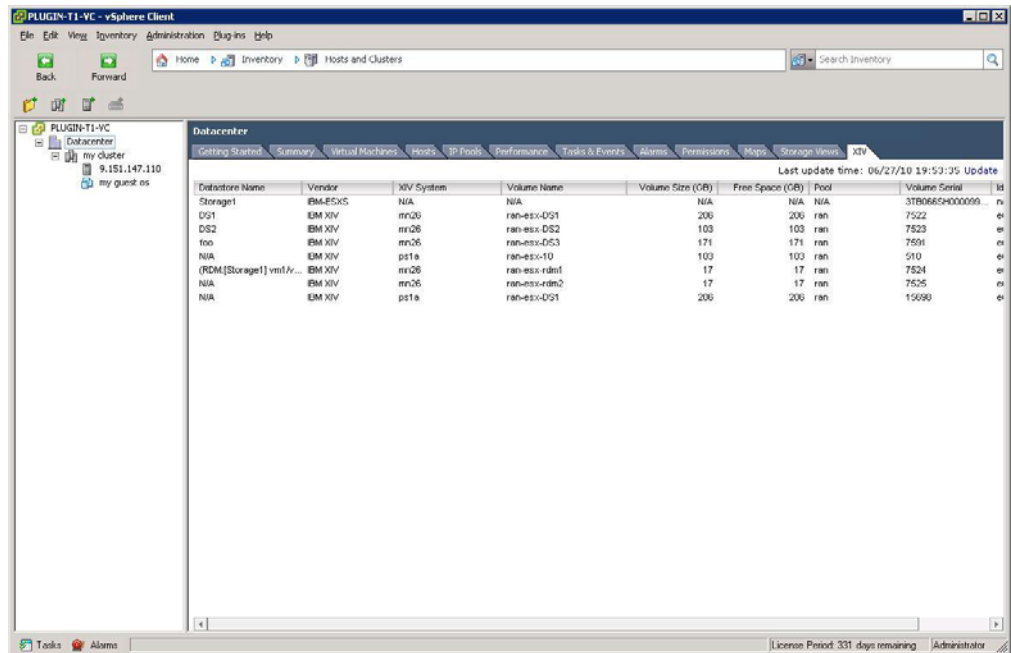 PLUGIN-T1-VC - vSphere Client
File Edit View Inventory Administration Plug-ins Help
Back Forward Home Inventory Hosts and Clusters Search Inventory
PLUGIN-T1-VC
Datacenter
my cluster
9.151.147.110
my guest os
Datacenter
Getting Started Summary Virtual Machines Hosts IP Pools Performance Tasks & Events Alarms Permissions Maps Storage Views XIV
Last update time: 06/27/10 19:53:35 Update
Datastore Name Vendor XIV System Volume Name Volume Size (GB) Free Space (GB) Pool Volume Serial Id
Storage1 IBM-ESXS N/A N/A N/A N/A N/A 3TB066SH000099...
DS1 IBM XIV mn26 ran-esx-DS1 206 206 ran 7522
DS2 IBM XIV mn26 ran-esx-DS2 103 103 ran 7523
foo IBM XIV mn26 ran-esx-DS3 171 171 ran 7591
N/A IBM XIV ps1a ran-esx-10 103 103 ran 510
(RDM:[Storage1] vm1/v... IBM XIV mn26 ran-esx-rdm1 17 17 ran 7524
N/A IBM XIV mn26 ran-esx-rdm2 17 17 ran 7525
N/A IBM XIV ps1a ran-esx-DS1 206 206 ran 15698
Tasks Alarms License Period: 331 days remaining Administrator